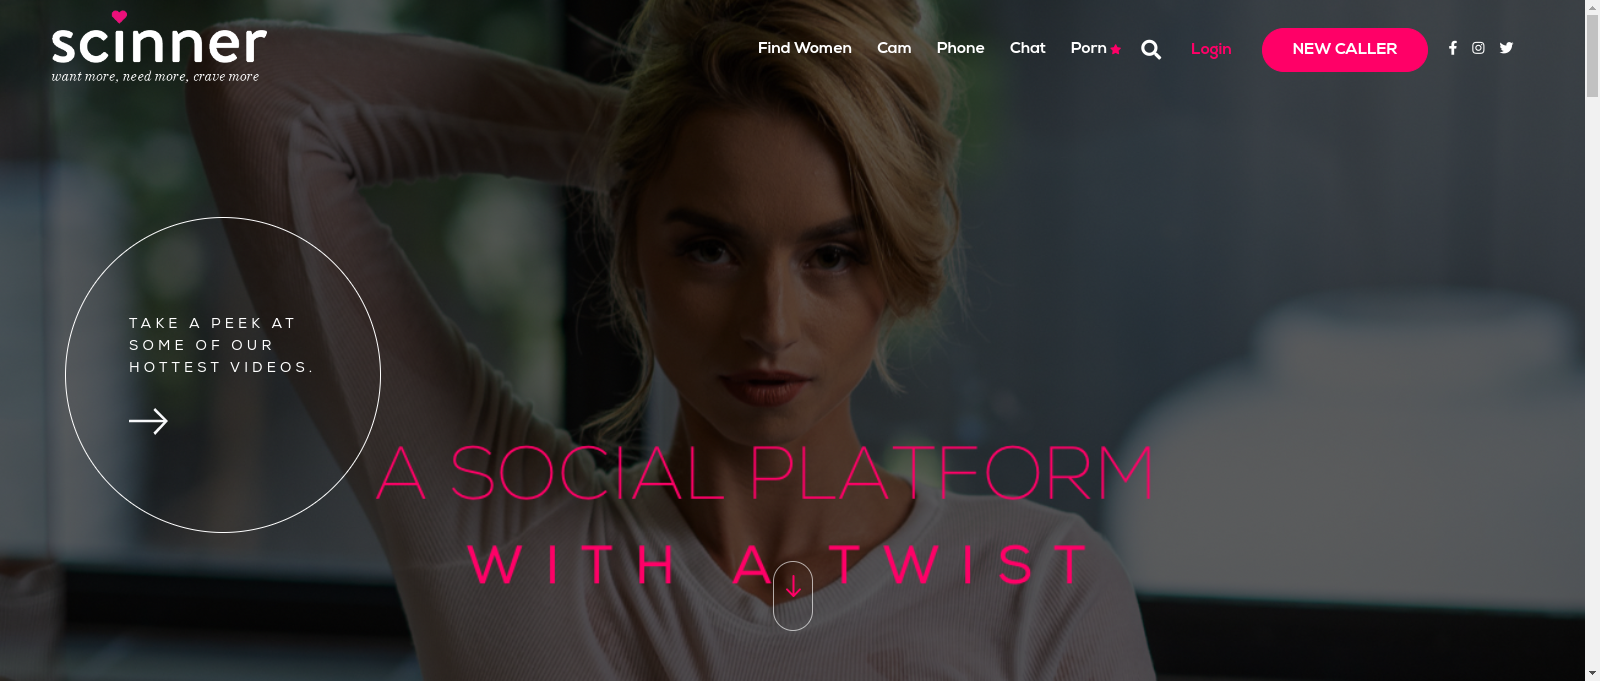 scinner
want more, need more, crave more
Find Women Cam Phone Chat Porn Login NEW CALLER
TAKE A PEEK AT
SOME OF OUR
HOTTEST VIDEOS.
A SOCIAL PLATFORM
WITH A TWIST